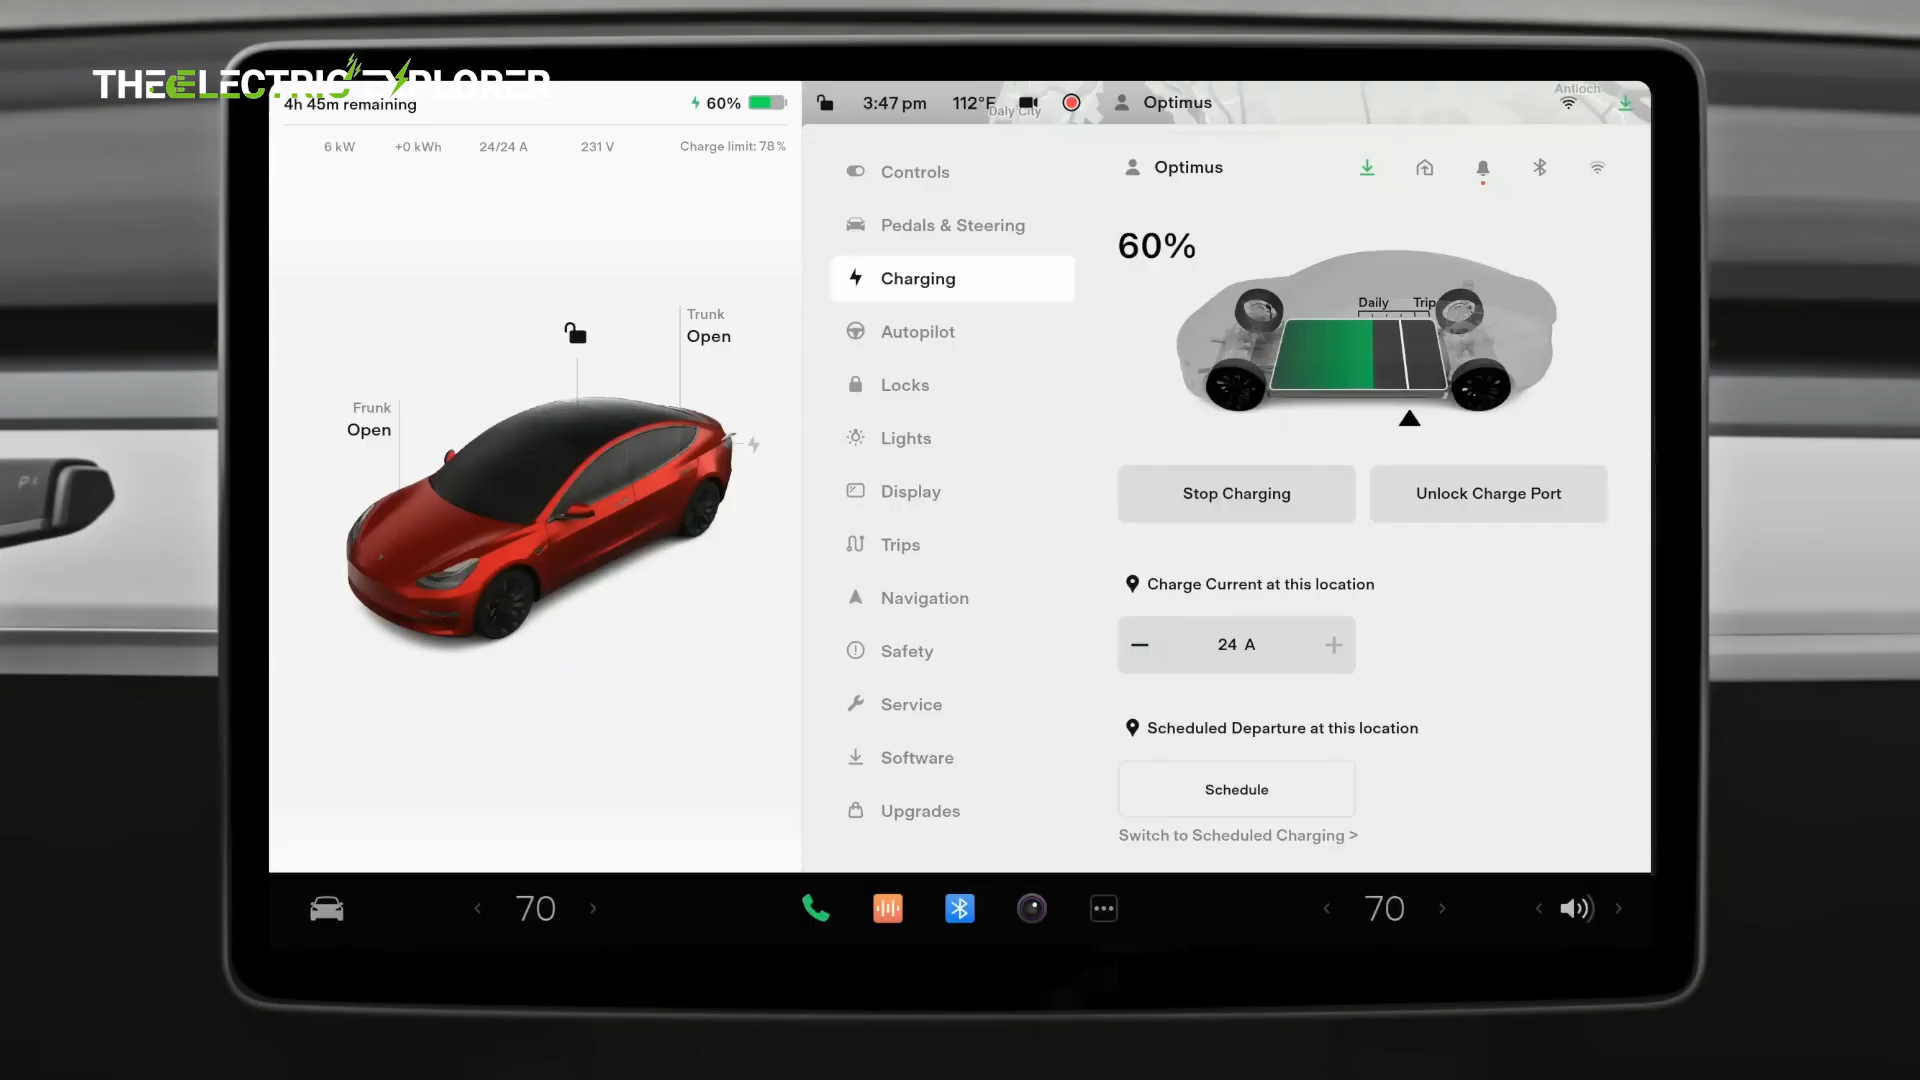 THE ELECTRIC EXPLORER
4h 45m remaining
60%
6 kW +0 kWh 24/24 A 231 V Charge limit: 78%
Trunk
Open
Frunk
Open
3:47 pm 112°F Daly City Optimus Antioch
Controls
Pedals & Steering
Charging
Autopilot
Locks
Lights
Display
Trips
Navigation
Safety
Service
Software
Upgrades
Optimus
60%
Daily Trip
Stop Charging Unlock Charge Port
Charge Current at this location
24 A
Scheduled Departure at this location
Schedule
Switch to Scheduled Charging >
70 70
P